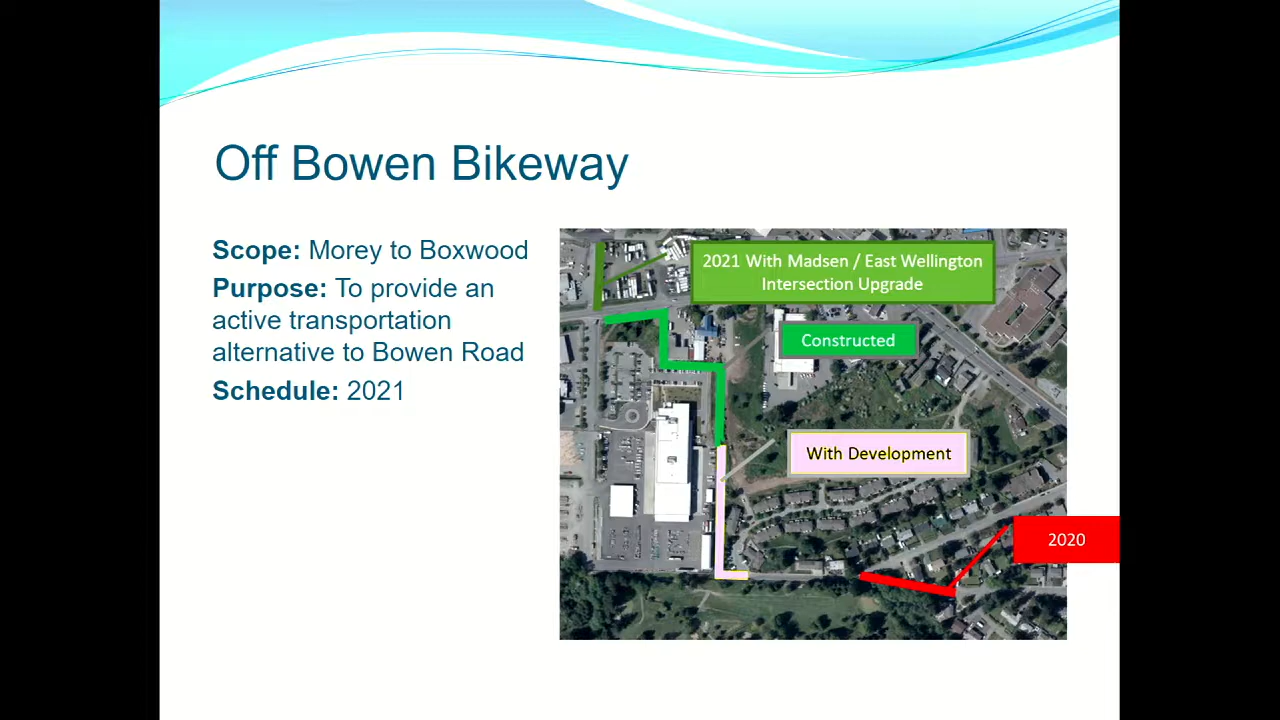 Off Bowen Bikeway
Scope: Morey to Boxwood
Purpose: To provide an
active transportation
alternative to Bowen Road
Schedule: 2021
2021 With Madsen / East Wellington
Intersection Upgrade
Constructed
With Development
2020